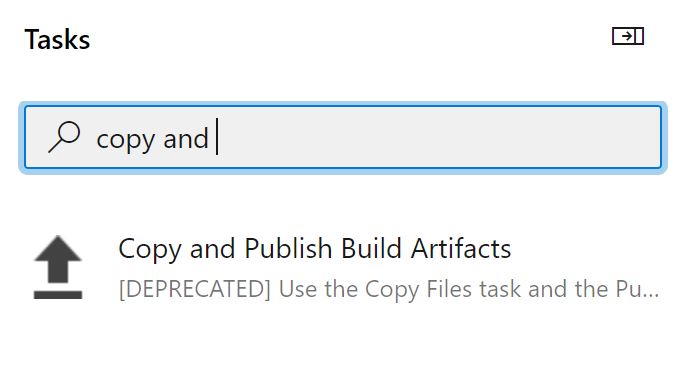 Tasks
copy and
Copy and Publish Build Artifacts
[DEPRECATED] Use the Copy Files task and the Pu...